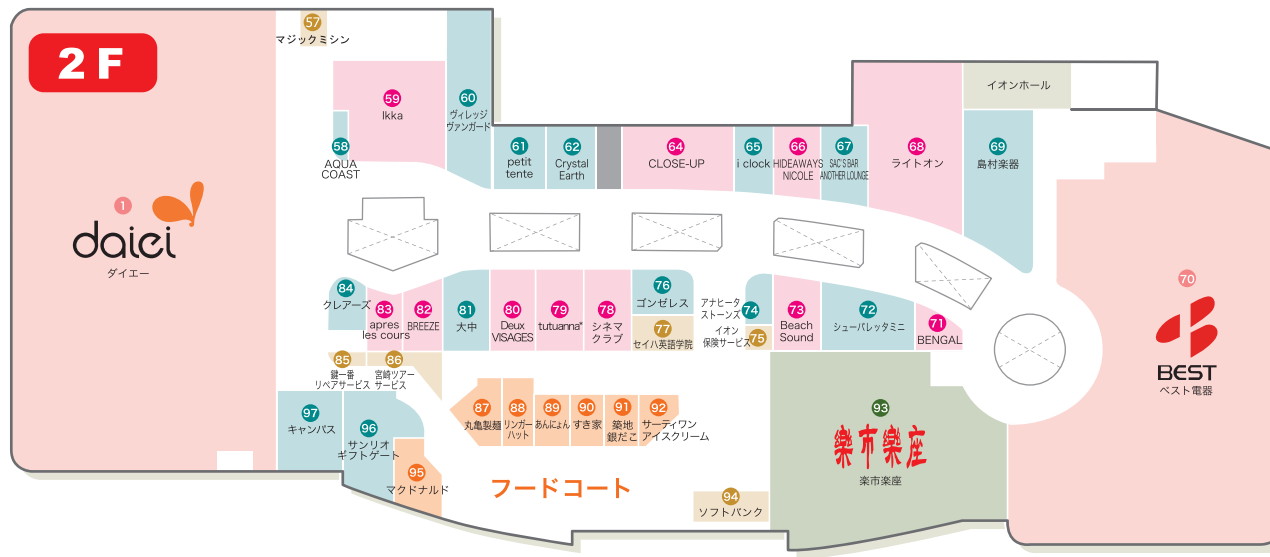 2F
57
マジックミシン
59
Ikka
58
AQUA
COAST
60
ヴィレッジ
ヴァンガード
61
petit
tente
62
Crystal
Earth
64
CLOSE-UP
65
i clock
66
HIDEAWAYS
NICOLE
67
SAC'S BAR
ANOTHER LOUNGE
68
ライトオン
イオンホール
69
島村楽器
1
daiei
ダイエー
70
BEST
ベスト電器
84
クレアーズ
83
apres
les cours
82
BREEZE
81
大中
80
Deux
VISAGES
79
tutuanna*
78
シネマ
クラブ
76
ゴンゼレス
77
セイハ英語学院
アナヒータ
ストーンズ
74
イオン
保険サービス
75
73
Beach
Sound
72
シューパレッタミニ
71
BENGAL
85
鍵一番
リペアサービス
86
宮崎ツアー
サービス
97
キャンパス
96
サンリオ
ギフトゲート
95
マクドナルド
87
丸亀製麺
88
リンガー
ハット
89
あんにょん
90
すき家
91
築地
銀だこ
92
サーティワン
アイスクリーム
フードコート
94
ソフトバンク
93
樂市樂座
楽市楽座